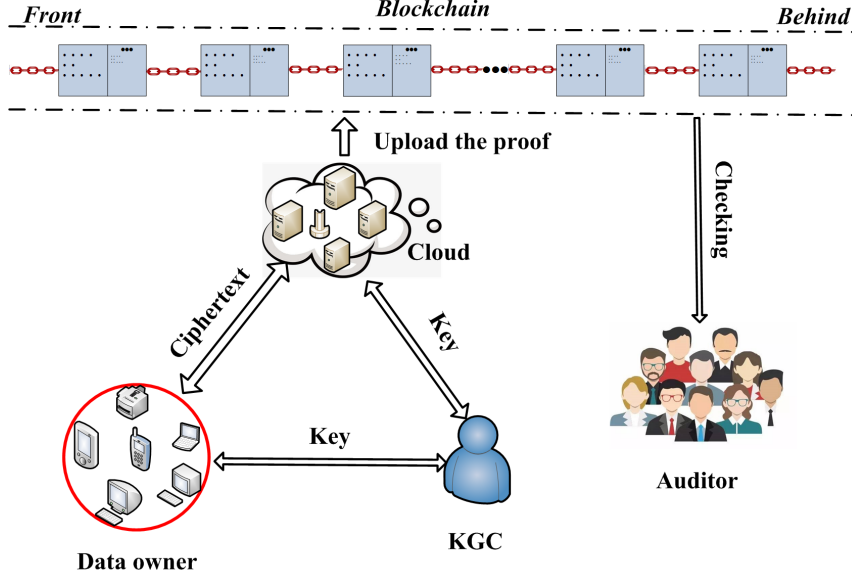 Front
Blockchain
Behind
Upload the proof
Checking
Cloud
Ciphertext
Key
Key
Auditor
KGC
Data owner